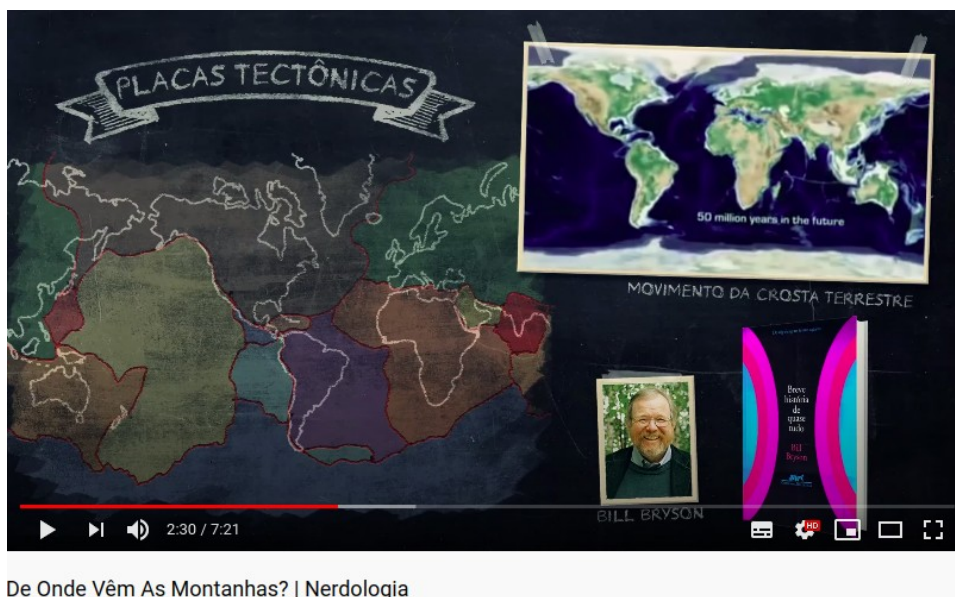 PLACAS TECTÔNICAS
50 million years in the future
MOVIMENTO DA CROSTA TERRESTRE
Breve
história
de
quase
tudo
Bill
Bryson
BILL BRYSON
2:30 / 7:21
HD
De Onde Vêm As Montanhas? | Nerdologia